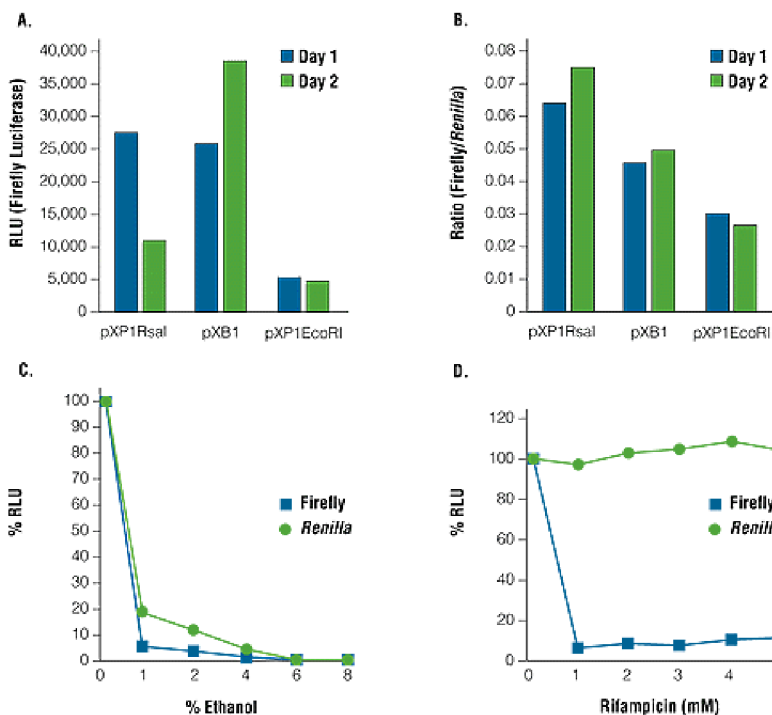 A.
40,000
35,000
30,000
25,000
20,000
15,000
10,000
5,000
0
RLU (Firefly Luciferase)
Day 1
Day 2
pXP1RsaI
pXB1
pXP1EcoRI
B.
0.08
0.07
0.06
0.05
0.04
0.03
0.02
0.01
0
Ratio (Firefly/Renilla)
Day 1
Day 2
pXP1RsaI
pXB1
pXP1EcoRI
C.
100
90
80
70
60
50
40
30
20
10
0
% RLU
Firefly
Renilla
0 1 2 4 6 8
% Ethanol
D.
120
100
80
60
40
20
0
% RLU
Firefly
Renill
0 1 2 3 4
Rifampicin (mM)